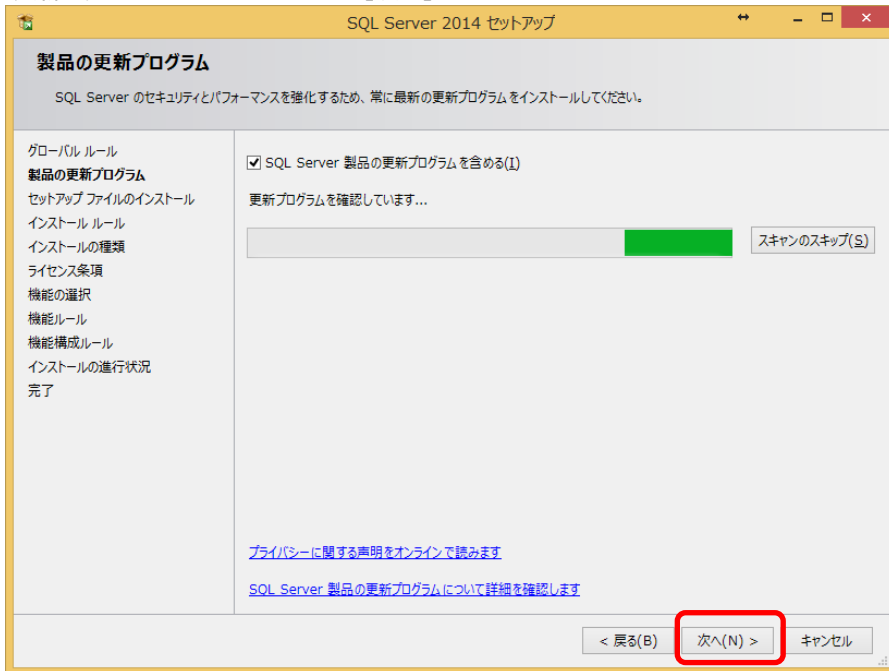 SQL Server 2014 セットアップ
製品の更新プログラム
SQL Server のセキュリティとパフォーマンスを強化するため、常に最新の更新プログラムをインストールしてください。
グローバル ルール
製品の更新プログラム
セットアップ ファイルのインストール
インストール ルール
インストールの種類
ライセンス条項
機能の選択
機能ルール
機能構成ルール
インストールの進行状況
完了
SQL Server 製品の更新プログラムを含める(I)
更新プログラムを確認しています...
スキャンのスキップ(S)
プライバシーに関する声明をオンラインで読みます
SQL Server 製品の更新プログラムについて詳細を確認します
< 戻る(B)
次へ(N) >
キャンセル